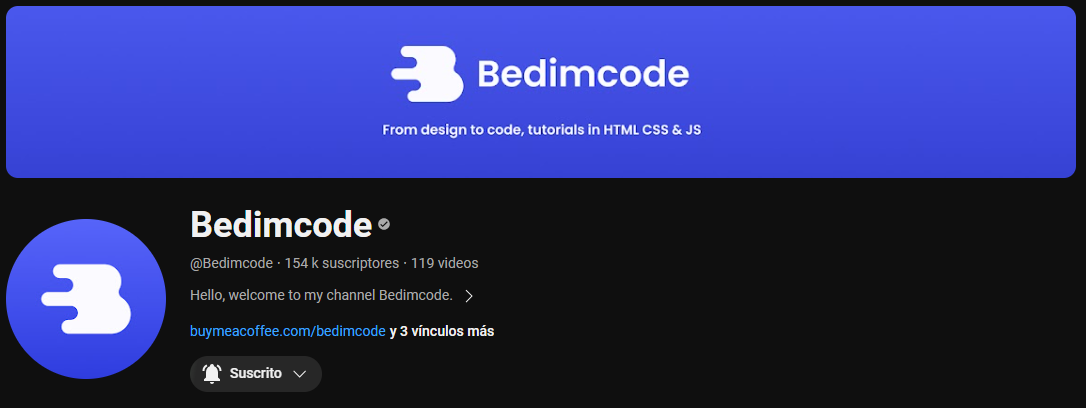 Bedimcode
From design to code, tutorials in HTML CSS & JS
Bedimcode
@Bedimcode · 154 k suscriptores · 119 videos
Hello, welcome to my channel Bedimcode.
buymeacoffee.com/bedimcode y 3 vínculos más
Suscrito